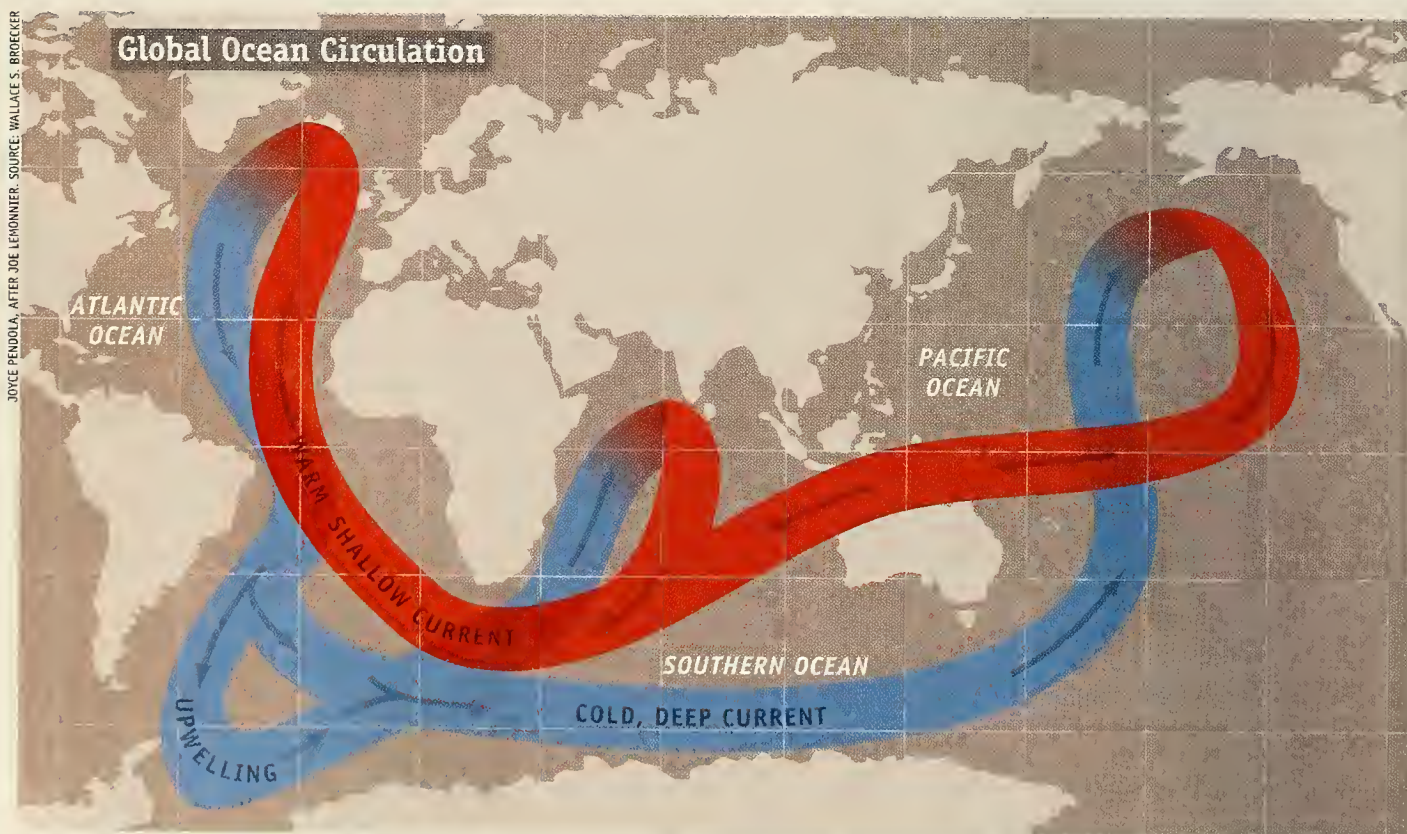 Global Ocean Circulation
JOYCE PENDOLA, AFTER JOE LEMONNIER. SOURCE: WALLACE S. BROECKER
ATLANTIC
OCEAN
PACIFIC
OCEAN
WARM SHALLOW CURRENT
SOUTHERN OCEAN
COLD, DEEP CURRENT
UPWELLING